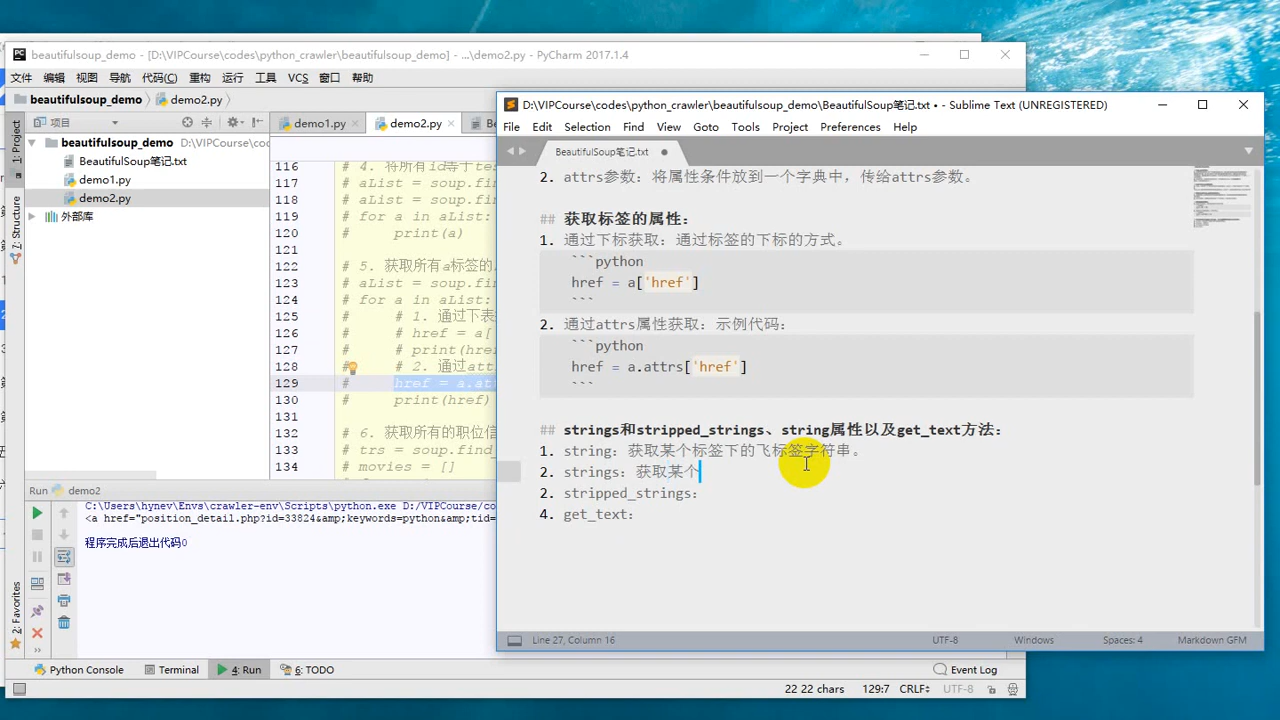 beautifulsoup_demo - [D:\VIPCourse\codes\python_crawler\beautifulsoup_demo] - ...\demo2.py - PyCharm 2017.1.4
文件 编辑 视图 导航 代码(C) 重构 运行 工具 VCS 窗口 帮助
beautifulsoup_demo demo2.py
项目
demo1.py demo2.py
1: Project
Z: Structure
2: Favorites
beautifulsoup_demo D:\VIPCourse\co
BeautifulSoup笔记.txt
demo1.py
demo2.py
外部库
116 # 4. 将所有id等于te
117 # aList = soup.fin
118 # aList = soup.fin
119 # for a in aList:
120 # print(a)
121
122 # 5. 获取所有a标签的
123 # aList = soup.fin
124 # for a in aList:
125 # # 1. 通过下表
126 # # href = a[
127 # # print(hre
128 # # 2. 通过att
129 # href = a.att
130 # print(href)
131
132 # 6. 获取所有的职位信
133 # trs = soup.find_
134 # movies = []
Run demo2
C:\Users\hynev\Envs\crawler-env\Scripts\python.exe D:/VIPCourse/co
<a href="position_detail.php?id=33824&amp;keywords=python&amp;tid=
程序完成后退出代码0
Python Console Terminal 4: Run 6: TODO Event Log
22 22 chars 129:7 CRLF UTF-8
D:\VIPCourse\codes\python_crawler\beautifulsoup_demo\BeautifulSoup笔记.txt • - Sublime Text (UNREGISTERED)
File Edit Selection Find View Goto Tools Project Preferences Help
BeautifulSoup笔记.txt
2. attrs参数：将属性条件放到一个字典中，传给attrs参数。
## 获取标签的属性：
1. 通过下标获取：通过标签的下标的方式。
```python
href = a['href']
```
2. 通过attrs属性获取：示例代码：
```python
href = a.attrs['href']
```
## strings和stripped_strings、string属性以及get_text方法：
1. string：获取某个标签下的飞标签字符串。
2. strings：获取某个
2. stripped_strings：
4. get_text：
Line 27, Column 16 UTF-8 Windows Spaces: 4 Markdown GFM